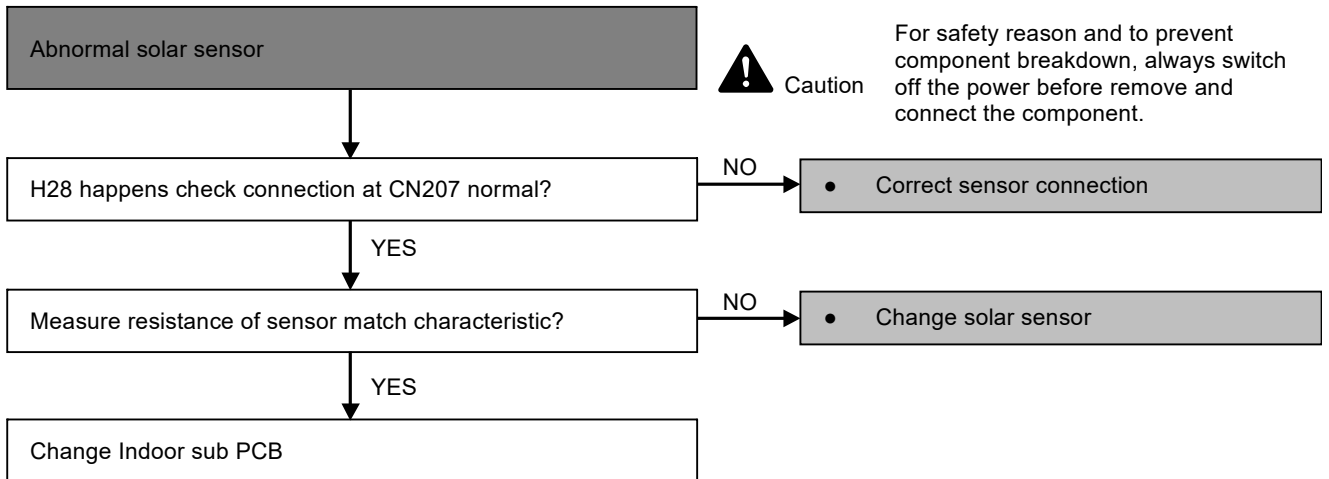 Abnormal solar sensor
Caution
For safety reason and to prevent
component breakdown, always switch
off the power before remove and
connect the component.
H28 happens check connection at CN207 normal?
NO
● Correct sensor connection
YES
Measure resistance of sensor match characteristic?
NO
● Change solar sensor
YES
Change Indoor sub PCB